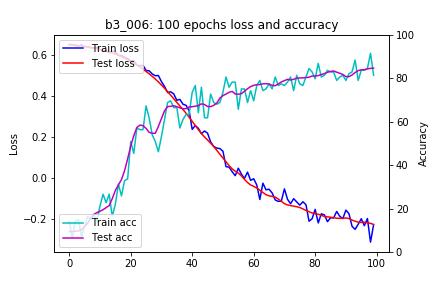 b3_006: 100 epochs loss and accuracy
Train loss
Test loss
Train acc
Test acc
Loss
Accuracy
0.6
0.4
0.2
0.0
−0.2
100
80
60
40
20
0
0 20 40 60 80 100